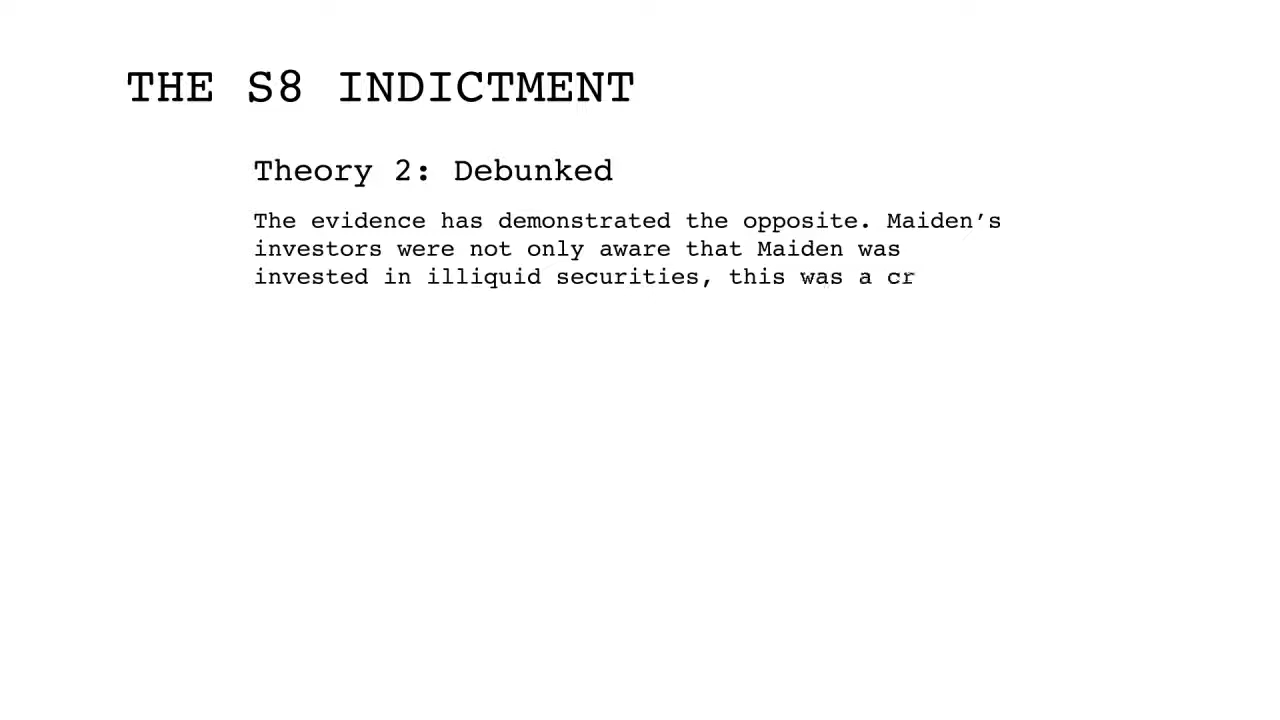 THE S8 INDICTMENT
Theory 2: Debunked
The evidence has demonstrated the opposite. Maiden’s
investors were not only aware that Maiden was
invested in illiquid securities, this was a cr